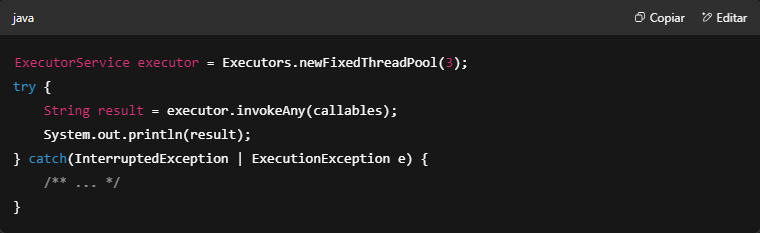 java Copiar Editar
ExecutorService executor = Executors.newFixedThreadPool(3);
try {
    String result = executor.invokeAny(callables);
    System.out.println(result);
} catch(InterruptedException | ExecutionException e) {
    /** ... */
}